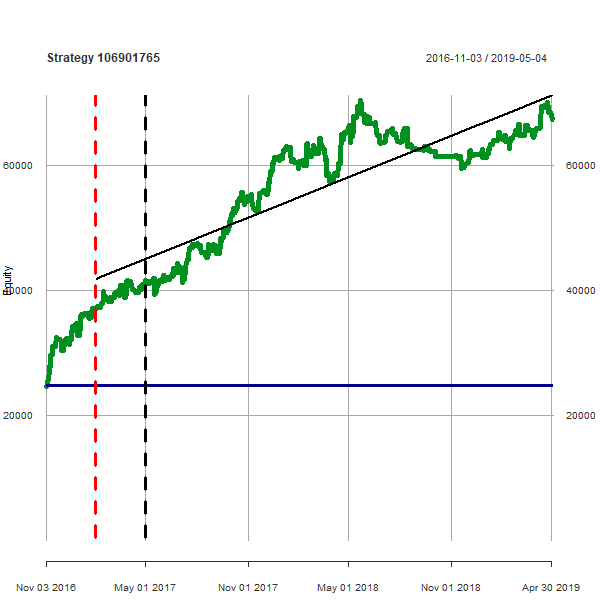 Strategy 106901765
2016-11-03 / 2019-05-04
60000
60000
Equity
40000
40000
20000
20000
Nov 03 2016
May 01 2017
Nov 01 2017
May 01 2018
Nov 01 2018
Apr 30 2019